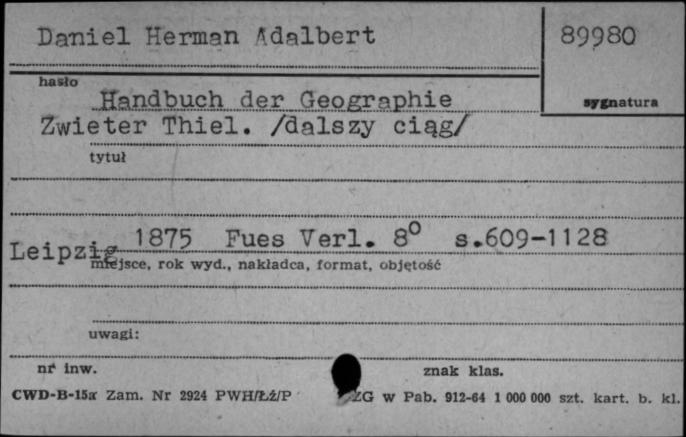 Daniel Herman Adalbert 89980
hasło
Handbuch der Geographie sygnatura
Zwieter Thiel. /dalszy ciąg/
tytuł
Leipzig 1875 Fues Verl. 8° s.609-1128
miejsce, rok wyd., nakładca, format, objętość
uwagi:
nr inw. znak klas.
CWD-B-15a Zam. Nr 2924 PWH/Łź/P ZG w Pab. 912-64 1 000 000 szt. kart. b. kl.